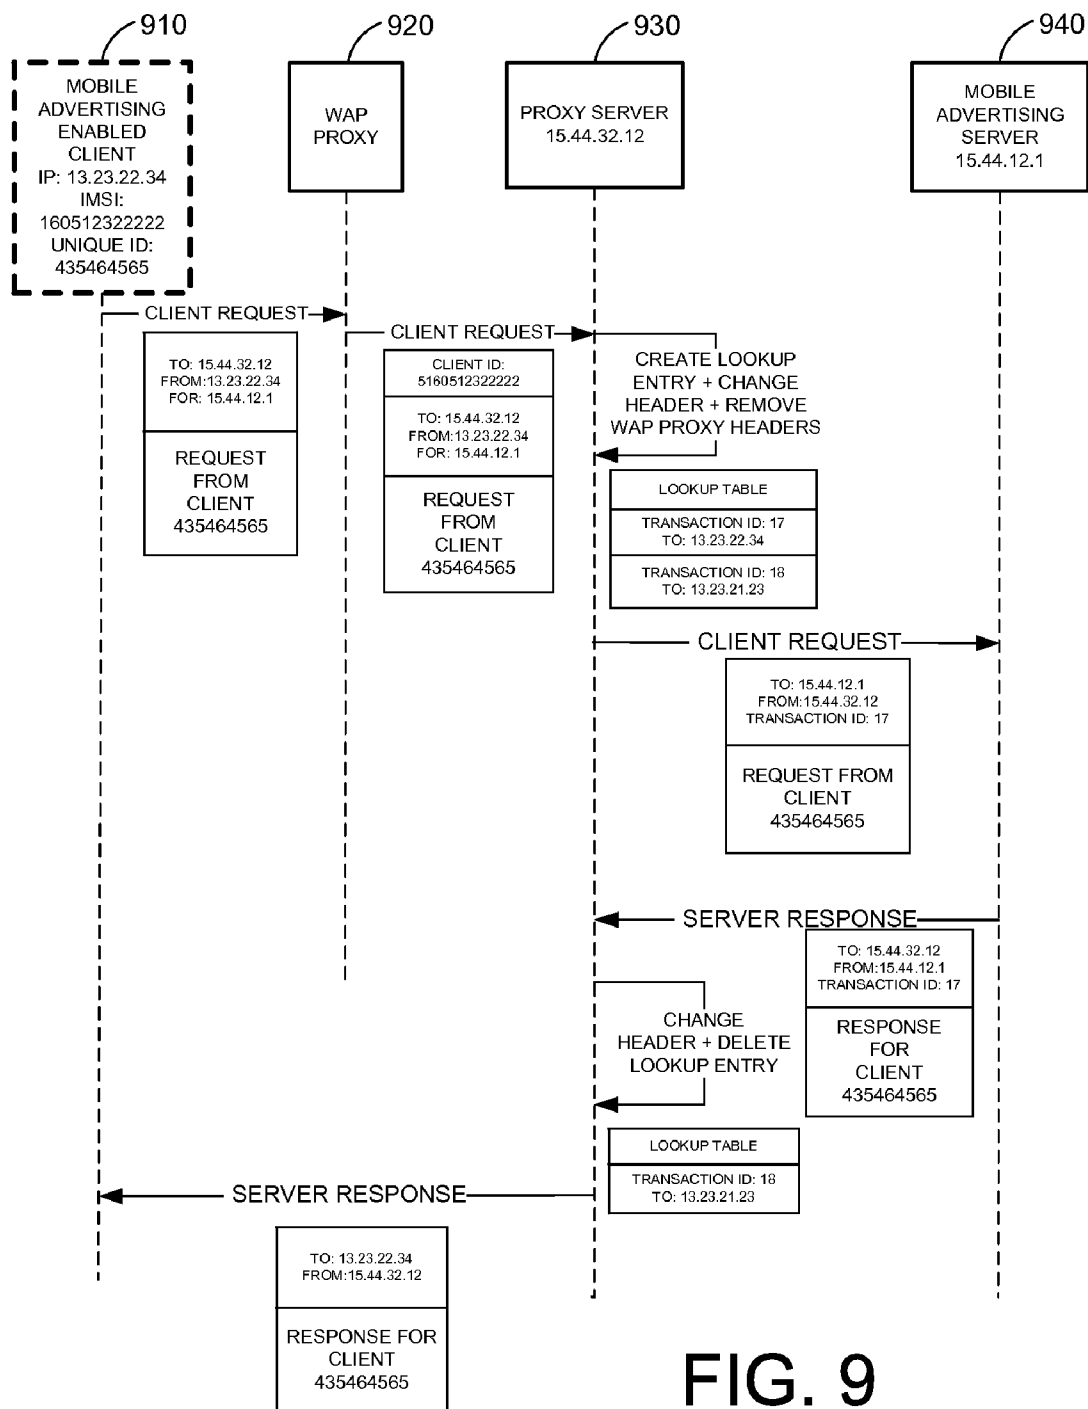 910
920
930
940
MOBILE
ADVERTISING
ENABLED
CLIENT
IP: 13.23.22.34
IMSI:
160512322222
UNIQUE ID:
435464565
WAP
PROXY
PROXY SERVER
15.44.32.12
MOBILE
ADVERTISING
SERVER
15.44.12.1
CLIENT REQUEST
TO: 15.44.32.12
FROM:13.23.22.34
FOR: 15.44.12.1
REQUEST
FROM
CLIENT
435464565
CLIENT REQUEST
CLIENT ID:
5160512322222
TO: 15.44.32.12
FROM:13.23.22.34
FOR: 15.44.12.1
REQUEST
FROM
CLIENT
435464565
CREATE LOOKUP
ENTRY + CHANGE
HEADER + REMOVE
WAP PROXY HEADERS
LOOKUP TABLE
TRANSACTION ID: 17
TO: 13.23.22.34
TRANSACTION ID: 18
TO: 13.23.21.23
CLIENT REQUEST
TO: 15.44.12.1
FROM:15.44.32.12
TRANSACTION ID: 17
REQUEST FROM
CLIENT
435464565
SERVER RESPONSE
TO: 15.44.32.12
FROM:15.44.12.1
TRANSACTION ID: 17
RESPONSE
FOR
CLIENT
435464565
CHANGE
HEADER + DELETE
LOOKUP ENTRY
LOOKUP TABLE
TRANSACTION ID: 18
TO: 13.23.21.23
SERVER RESPONSE
TO: 13.23.22.34
FROM:15.44.32.12
RESPONSE FOR
CLIENT
435464565
FIG. 9